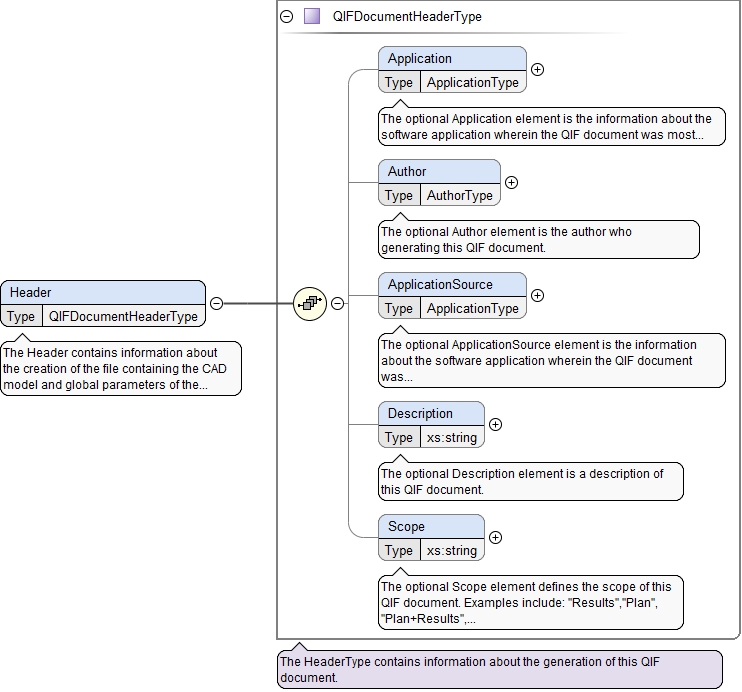 QIFDocumentHeaderType
Application
Type ApplicationType
The optional Application element is the information about the
software application wherein the QIF document was most...
Author
Type AuthorType
The optional Author element is the author who
generating this QIF document.
Header
Type QIFDocumentHeaderType
The Header contains information about
the creation of the file containing the CAD
model and global parameters of the...
ApplicationSource
Type ApplicationType
The optional ApplicationSource element is the information
about the software application wherein the QIF document
was...
Description
Type xs:string
The optional Description element is a description of
this QIF document.
Scope
Type xs:string
The optional Scope element defines the scope of this
QIF document. Examples include: "Results","Plan",
"Plan+Results",...
The HeaderType contains information about the generation of this QIF
document.